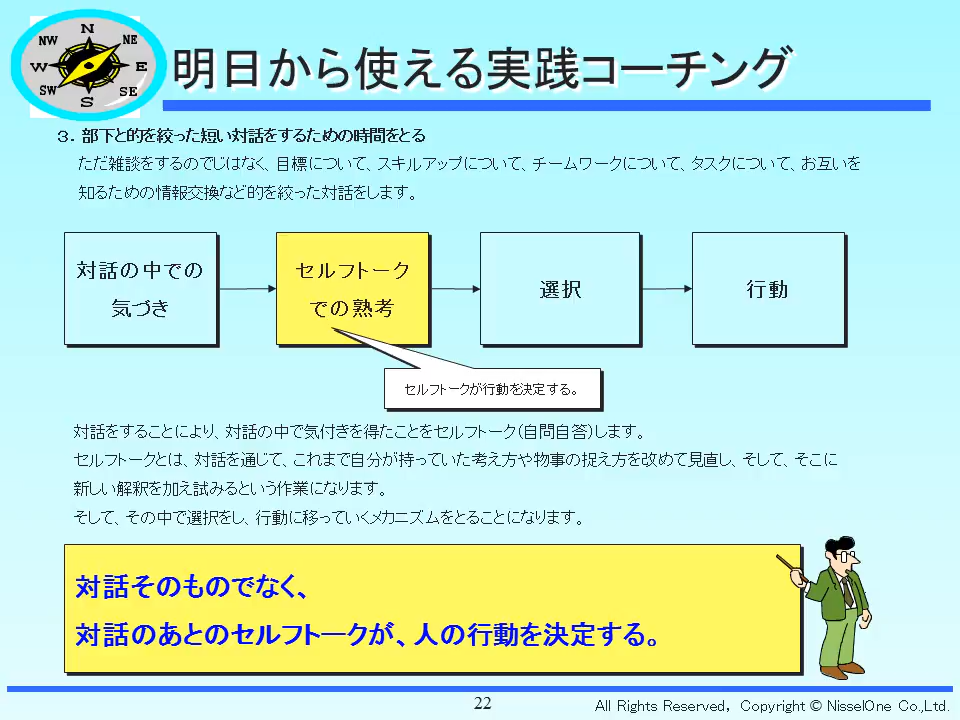 N
NW NE
W E
SW SE
S
明日から使える実践コーチング
３．部下と的を絞った短い対話をするための時間をとる
ただ雑談をするのでじはなく、目標について、スキルアップについて、チームワークについて、タスクについて、お互いを
知るための情報交換など的を絞った対話をします。
対話の中での
気づき
セルフトーク
での熟考
選択
行動
セルフトークが行動を決定する。
対話をすることにより、対話の中で気付きを得たことをセルフトーク（自問自答）します。
セルフトークとは、対話を通じて、これまで自分が持っていた考え方や物事の捉え方を改めて見直し、そして、そこに
新しい解釈を加え試みるという作業になります。
そして、その中で選択をし、行動に移っていくメカニズムをとることになります。
対話そのものでなく、
対話のあとのセルフトークが、人の行動を決定する。
22
All Rights Reserved， Copyright © NisselOne Co.,Ltd.